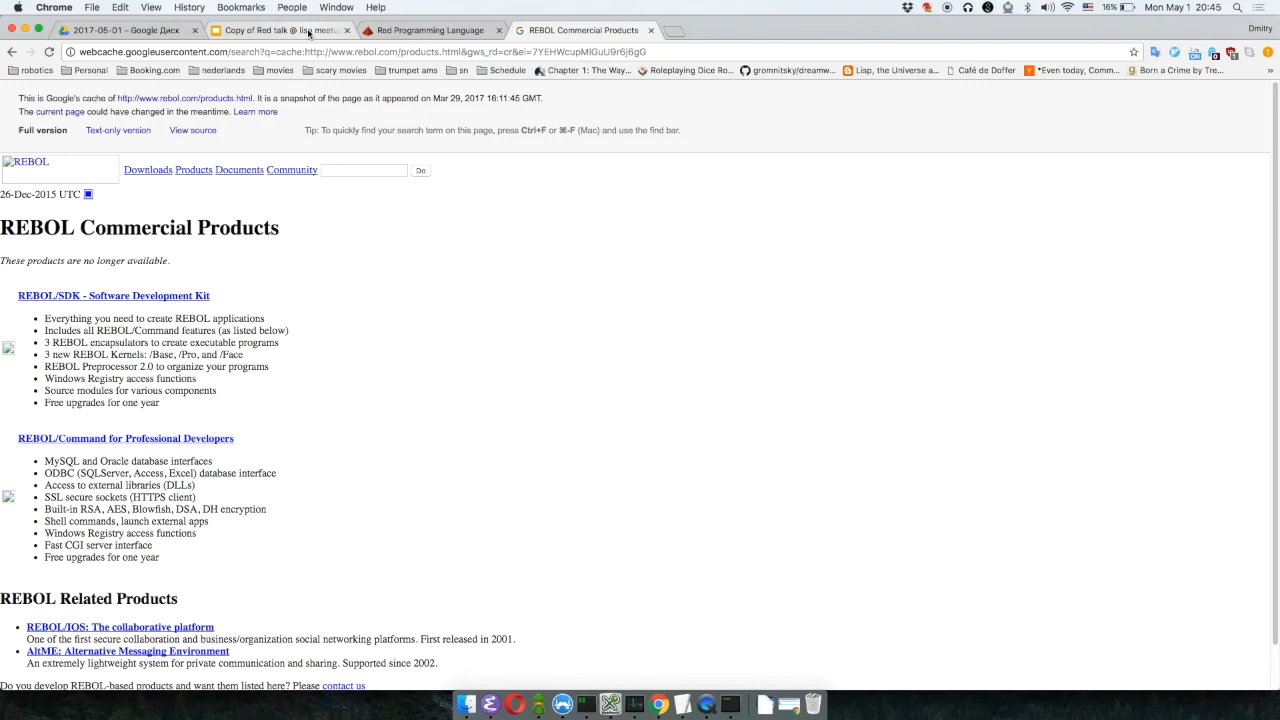 Chrome File Edit View History Bookmarks People Window Help 16% Mon May 1 20:45
Dmitry
2017-05-01 – Google Диск Copy of Red talk @ lisp meetu Red Programming Language REBOL Commercial Products
webcache.googleusercontent.com/search?q=cache:http://www.rebol.com/products.html&gws_rd=cr&ei=7YEHWcupMIGuU9r6j6gG
robotics Personal Booking.com nederlands movies sorry movies trumpet ams sn Schedule Chapter 1: The Way... Roleplaying Dice Ro... gromnitsky/dreamw... Lisp, the Universe a... Café de Doffer *Even today, Comm... Born a Crime by Tre... »
This is Google's cache of http://www.rebol.com/products.html. It is a snapshot of the page as it appeared on Mar 29, 2017 16:11:45 GMT.
The current page could have changed in the meantime. Learn more
Full version Text-only version View source Tip: To quickly find your search term on this page, press Ctrl+F or ⌘-F (Mac) and use the find bar.
REBOL Downloads Products Documents Community Do
26-Dec-2015 UTC
REBOL Commercial Products
These products are no longer available.
REBOL/SDK - Software Development Kit
• Everything you need to create REBOL applications
• Includes all REBOL/Command features (as listed below)
• 3 REBOL encapsulators to create executable programs
• 3 new REBOL Kernels: /Base, /Pro, and /Face
• REBOL Preprocessor 2.0 to organize your programs
• Windows Registry access functions
• Source modules for various components
• Free upgrades for one year
REBOL/Command for Professional Developers
• MySQL and Oracle database interfaces
• ODBC (SQLServer, Access, Excel) database interface
• Access to external libraries (DLLs)
• SSL secure sockets (HTTPS client)
• Built-in RSA, AES, Blowfish, DSA, DH encryption
• Shell commands, launch external apps
• Windows Registry access functions
• Fast CGI server interface
• Free upgrades for one year
REBOL Related Products
• REBOL/IOS: The collaborative platform
One of the first secure collaboration and business/organization social networking platforms. First released in 2001.
• AltME: Alternative Messaging Environment
An extremely lightweight system for private communication and sharing. Supported since 2002.
Do you develop REBOL-based products and want them listed here? Please contact us